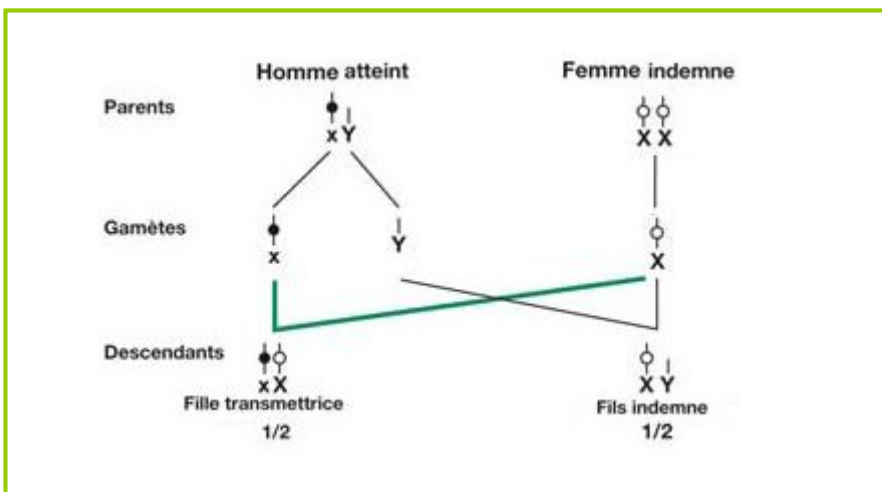 Homme atteint Femme indemne
Parents
x Y X X
Gamètes
x Y X
Descendants
x X X Y
Fille transmettrice Fils indemne
1/2 1/2